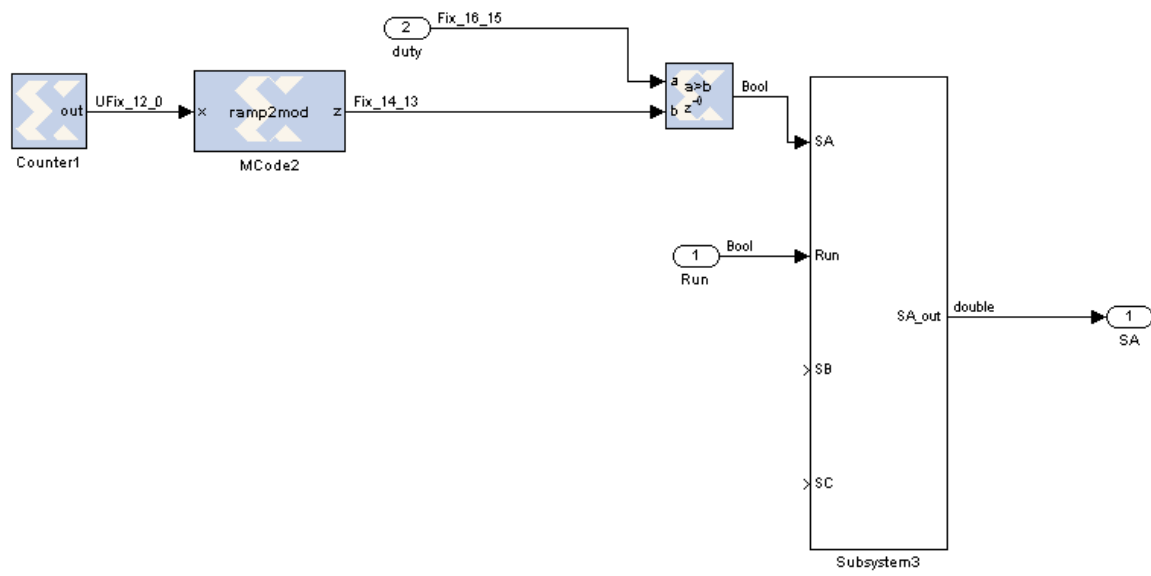 Fix_16_15
2
duty
out
UFix_12_0
x
ramp2mod
z
Fix_14_13
a
b
a>b
z⁻⁰
Bool
Counter1
MCode2
SA
1
Run
Bool
Run
SA_out
double
1
SA
SB
SC
Subsystem3